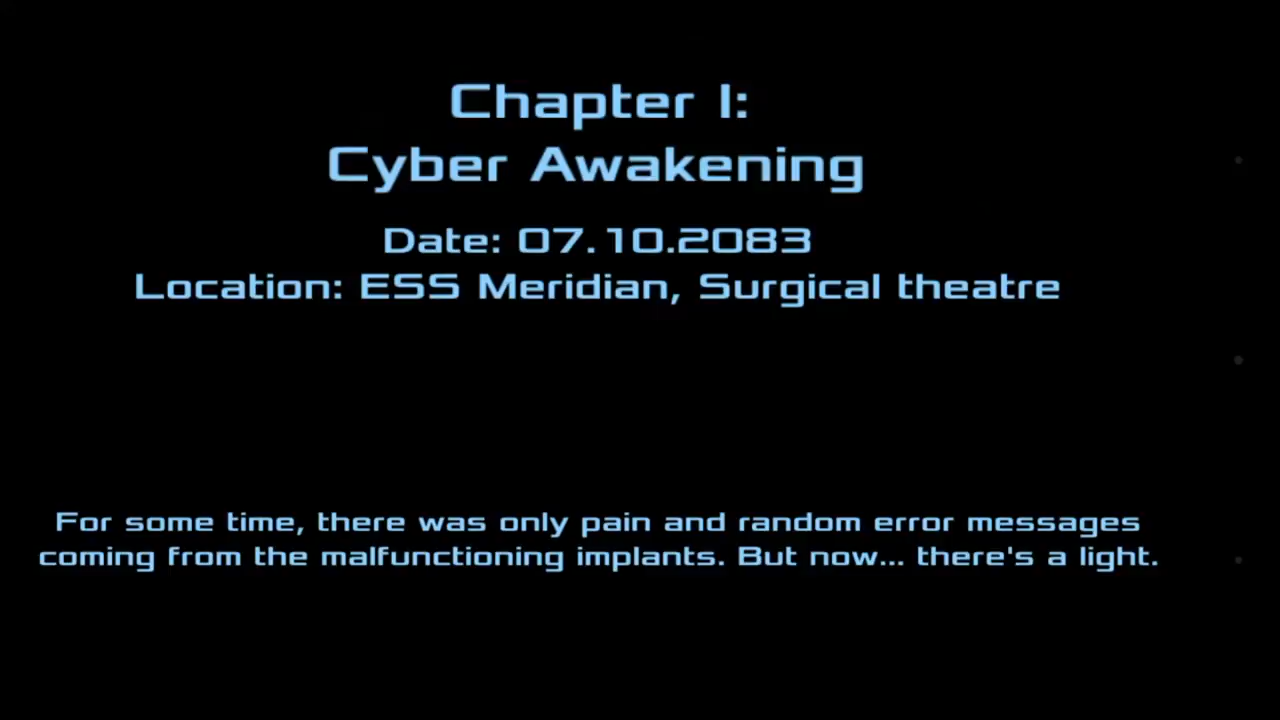 Chapter I:
Cyber Awakening
Date: 07.10.2083
Location: ESS Meridian, Surgical theatre
For some time, there was only pain and random error messages
coming from the malfunctioning implants. But now... there's a light.